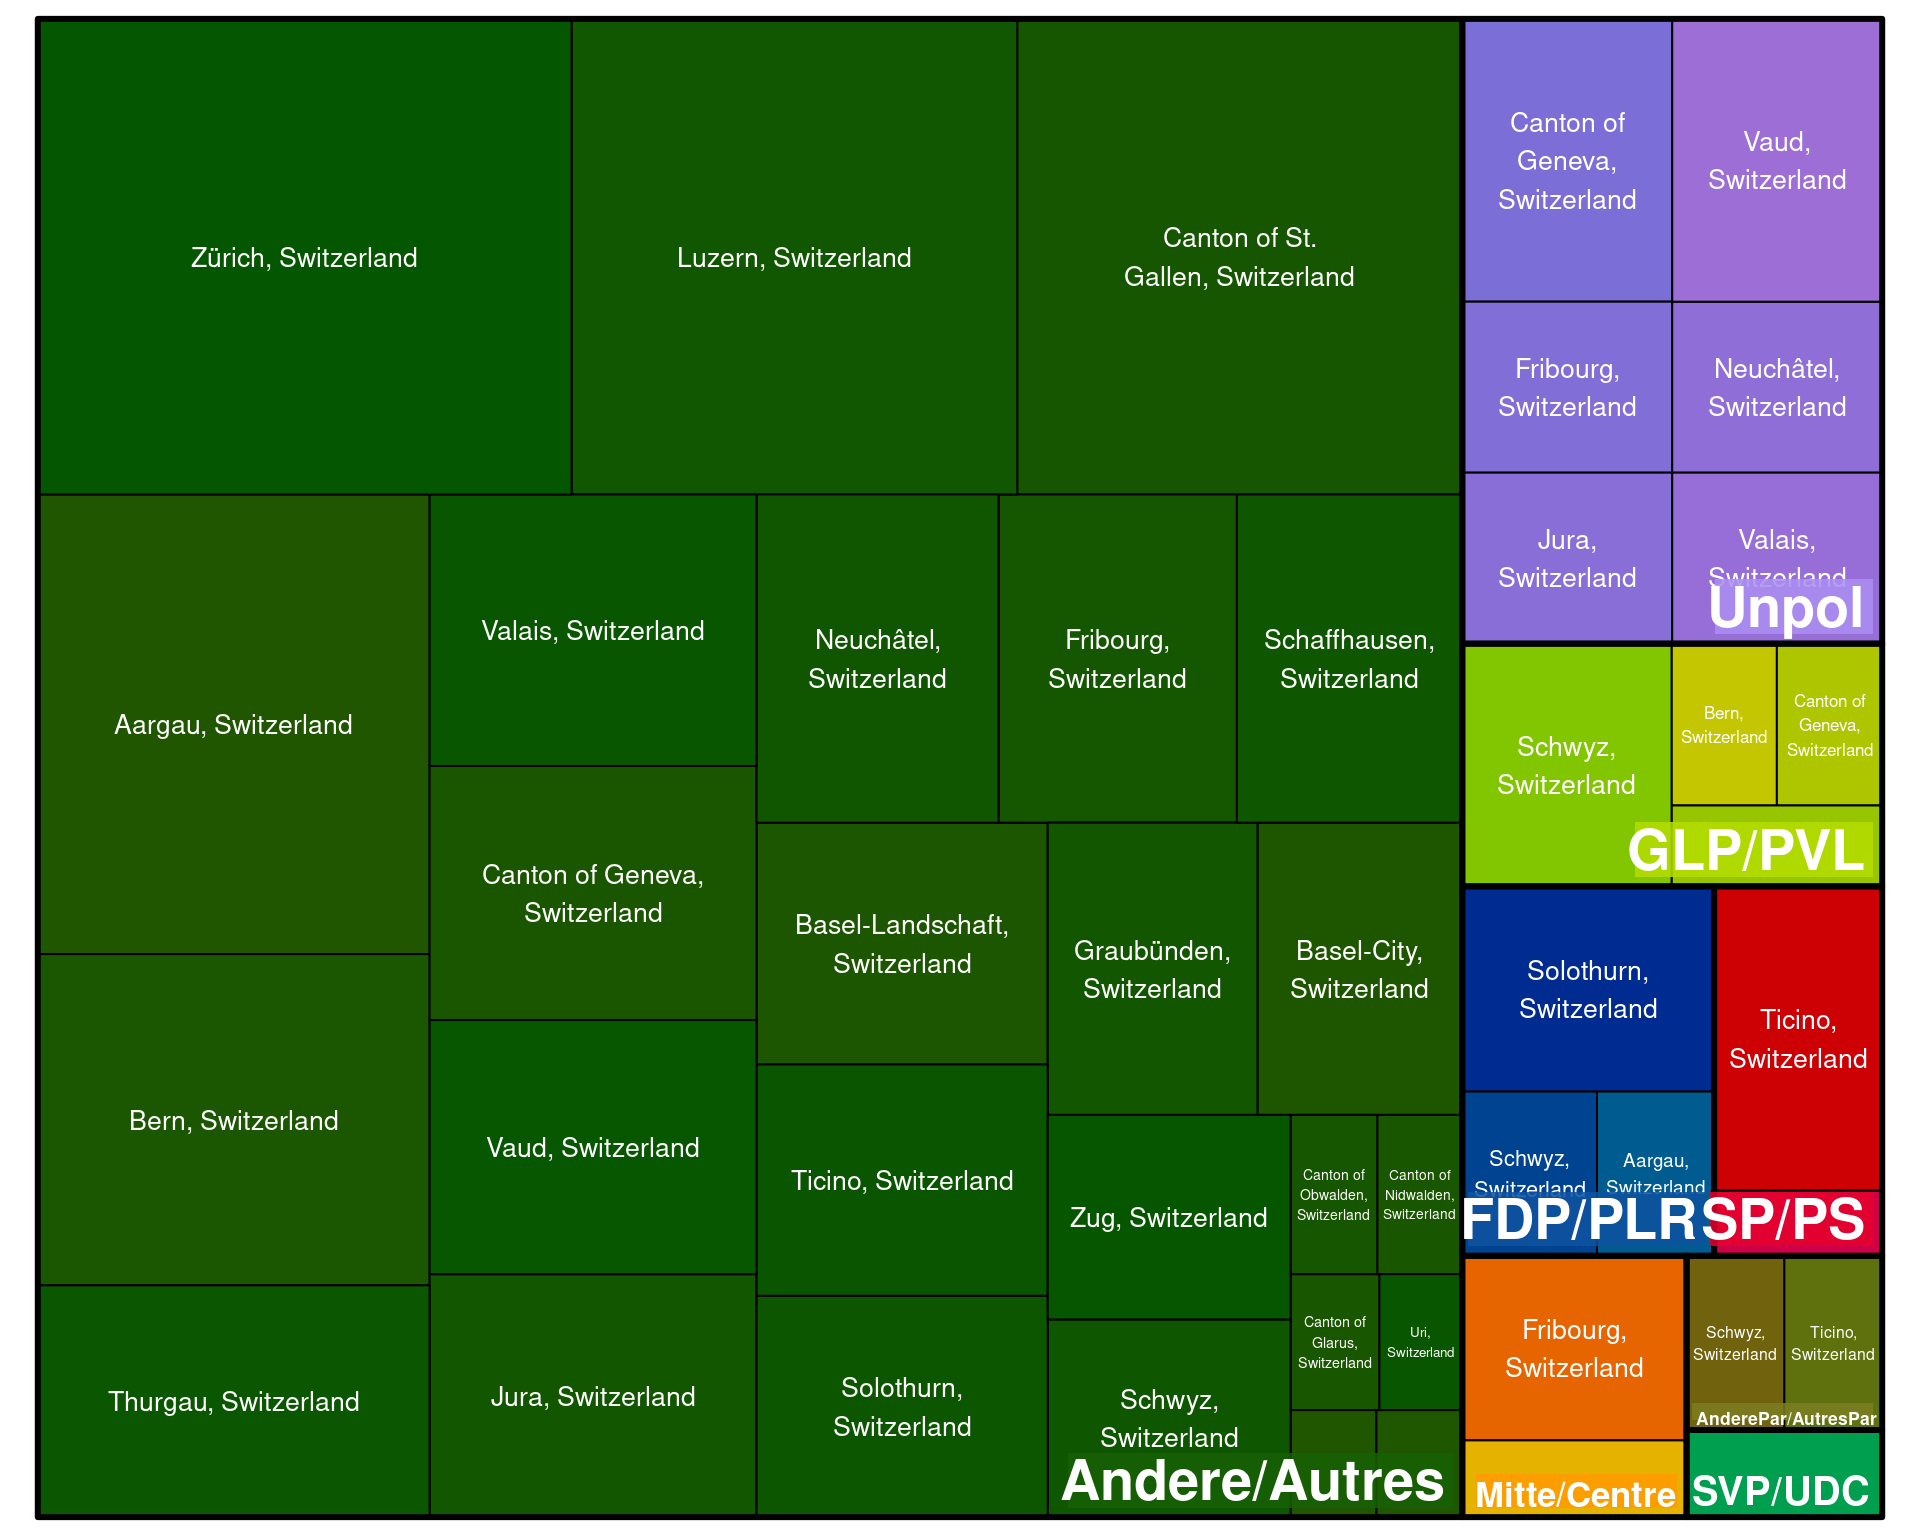 Zürich, Switzerland
Luzern, Switzerland
Canton of St.
Gallen, Switzerland
Aargau, Switzerland
Bern, Switzerland
Thurgau, Switzerland
Valais, Switzerland
Canton of Geneva,
Switzerland
Vaud, Switzerland
Jura, Switzerland
Neuchâtel,
Switzerland
Fribourg,
Switzerland
Schaffhausen,
Switzerland
Basel-Landschaft,
Switzerland
Ticino, Switzerland
Solothurn,
Switzerland
Graubünden,
Switzerland
Basel-City,
Switzerland
Zug, Switzerland
Schwyz,
Switzerland
Canton of
Obwalden,
Switzerland
Canton of
Nidwalden,
Switzerland
Canton of
Glarus,
Switzerland
Uri,
Switzerland
Andere/Autres
Canton of
Geneva,
Switzerland
Vaud,
Switzerland
Fribourg,
Switzerland
Neuchâtel,
Switzerland
Jura,
Switzerland
Valais,
Switzerland
Unpol
Schwyz,
Switzerland
Bern,
Switzerland
Canton of
Geneva,
Switzerland
GLP/PVL
Solothurn,
Switzerland
Schwyz,
Switzerland
Aargau,
Switzerland
FDP/PLR
Ticino,
Switzerland
SP/PS
Fribourg,
Switzerland
Mitte/Centre
Schwyz,
Switzerland
Ticino,
Switzerland
AnderePar/AutresPar
SVP/UDC